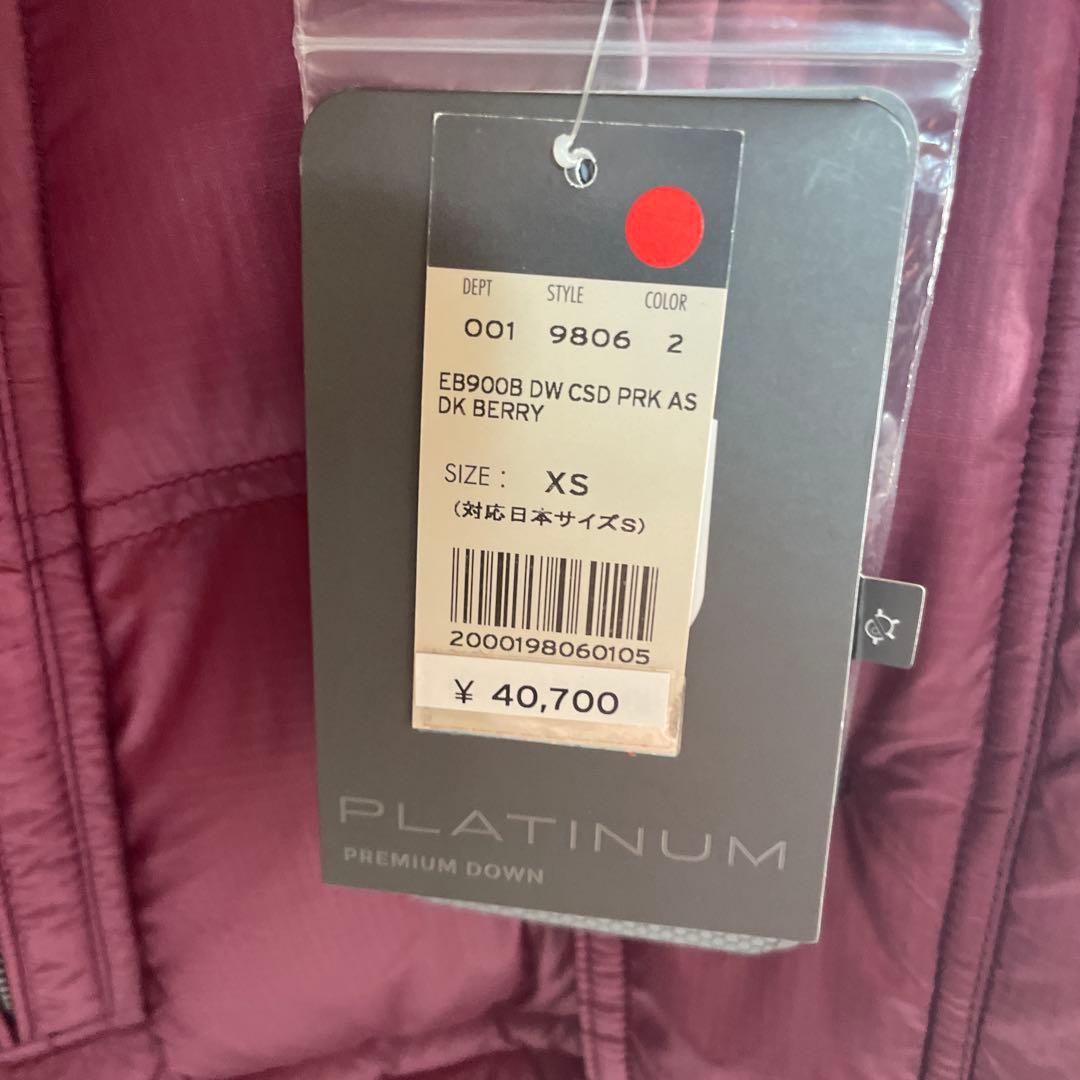 DEPT STYLE COLOR
001 9806 2
EB900B DW CSD PRK AS
DK BERRY
SIZE : XS
(対応日本サイズS)
2000198060105
¥ 40,700
PLATINUM
PREMIUM DOWN